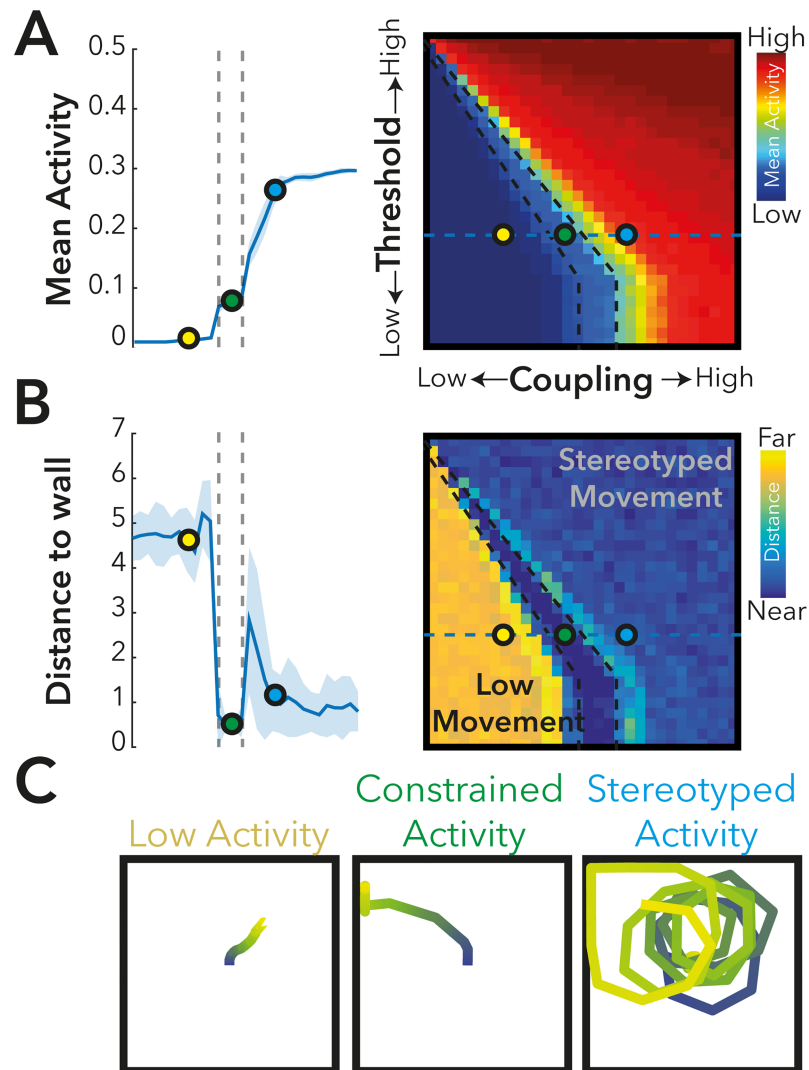 A
Mean Activity
0.5
0.4
0.3
0.2
0.1
0
Low ←Threshold→High
Low ←Coupling→High
High
Mean Activity
Low
B
Distance to wall
7
6
5
4
3
2
1
0
Stereotyped
Movement
Low
Movement
Far
Distance
Near
C
Low Activity
Constrained
Activity
Stereotyped
Activity